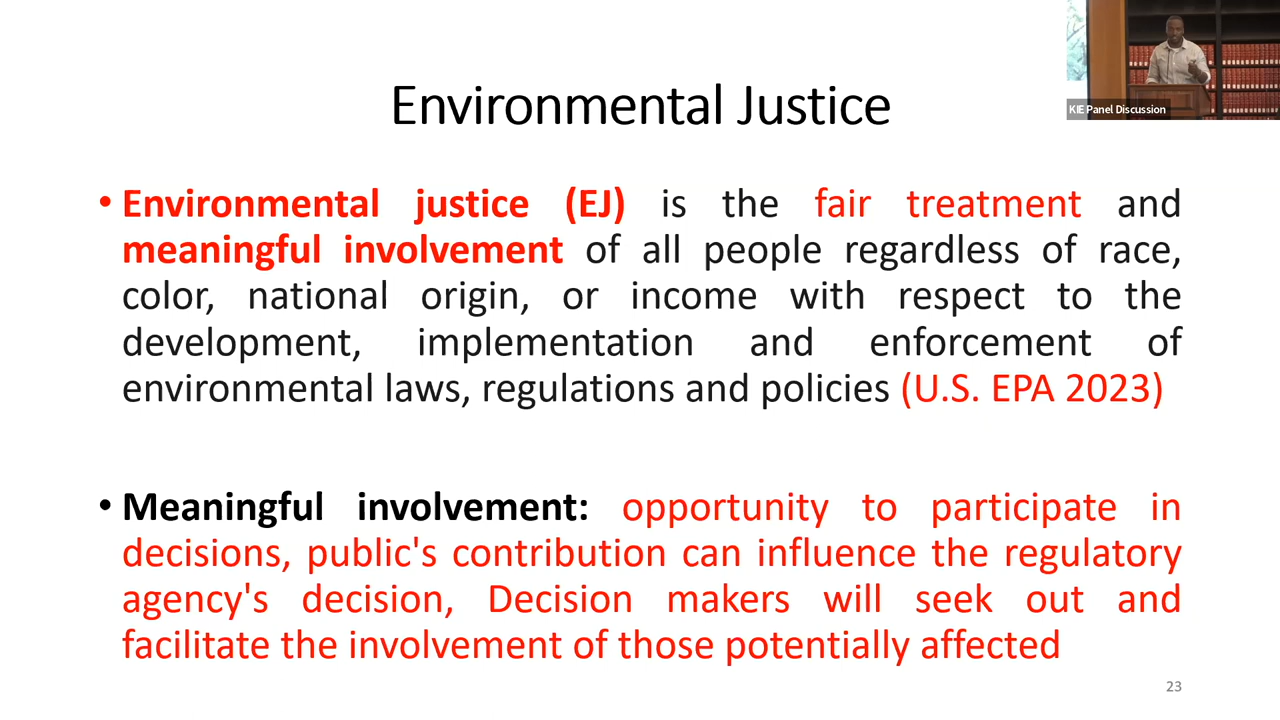 KIE Panel Discussion
Environmental Justice
• Environmental justice (EJ) is the fair treatment and
meaningful involvement of all people regardless of race,
color, national origin, or income with respect to the
development, implementation and enforcement of
environmental laws, regulations and policies (U.S. EPA 2023)
• Meaningful involvement: opportunity to participate in
decisions, public's contribution can influence the regulatory
agency's decision, Decision makers will seek out and
facilitate the involvement of those potentially affected
23